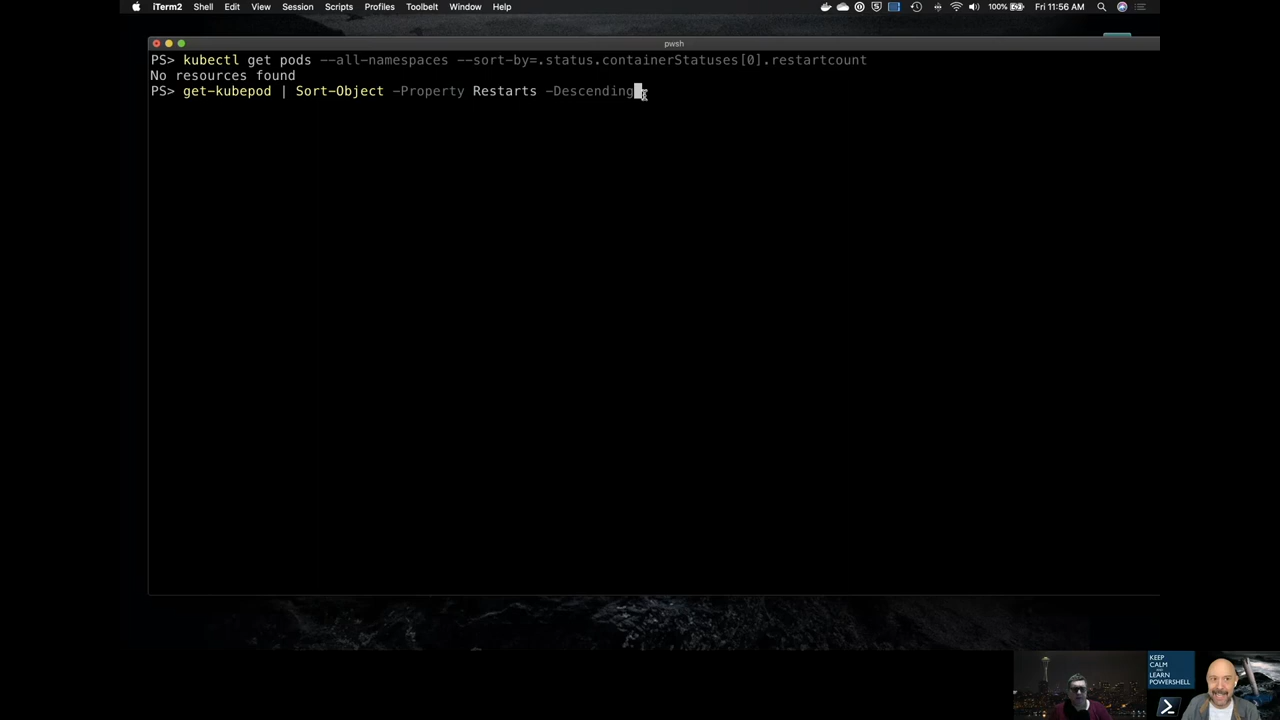 iTerm2 Shell Edit View Session Scripts Profiles Toolbelt Window Help 100% Fri 11:56 AM
pwsh
PS> kubectl get pods --all-namespaces --sort-by=.status.containerStatuses[0].restartcount
No resources found
PS> get-kubepod | Sort-Object -Property Restarts -Descending
KEEP
CALM
AND
LEARN
POWERSHELL